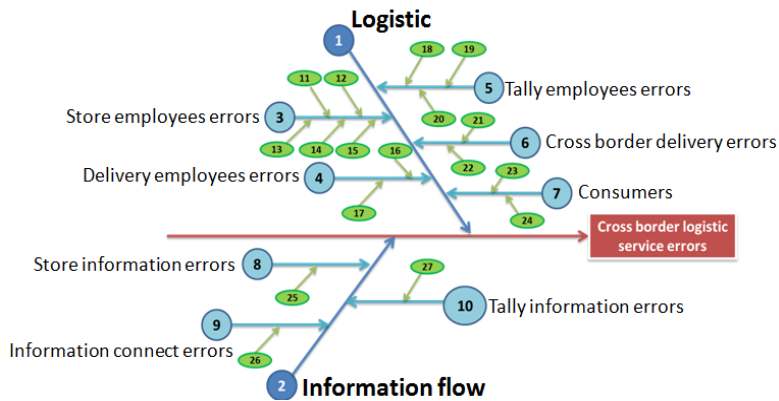 Logistic
1
18
19
11
12
5
Tally employees errors
3
Store employees errors
20
21
13
14
15
16
6
Cross border delivery errors
Delivery employees errors
4
22
23
17
7
Consumers
24
Cross border logistic
service errors
Store information errors
8
27
25
10
Tally information errors
9
Information connect errors
26
2
Information flow